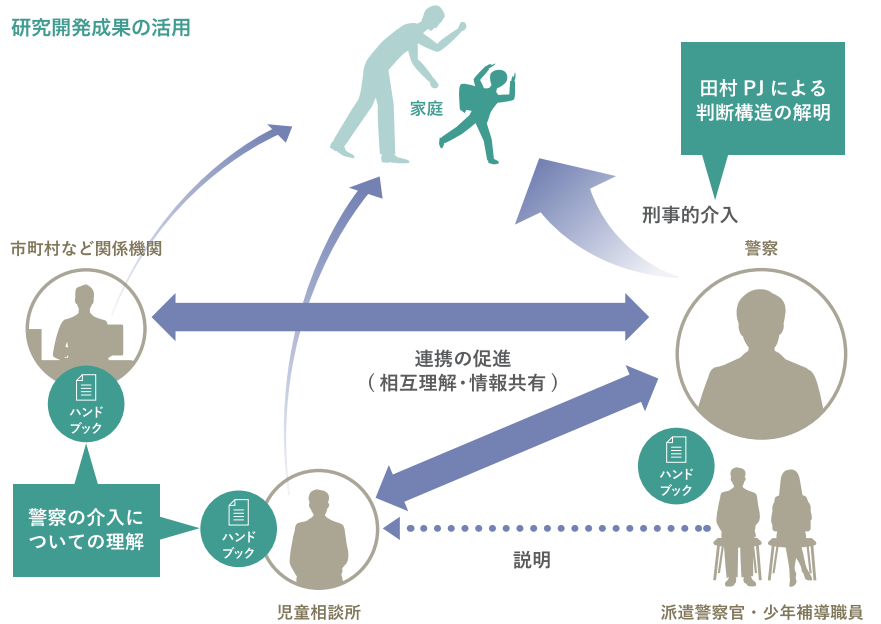 研究開発成果の活用
家庭
田村 PJ による
判断構造の解明
刑事的介入
市町村など関係機関
警察
連携の促進
（ 相互理解・情報共有 ）
ハンド
ブック
ハンド
ブック
警察の介入に
ついての理解
ハンド
ブック
説明
児童相談所
派遣警察官・少年補導職員